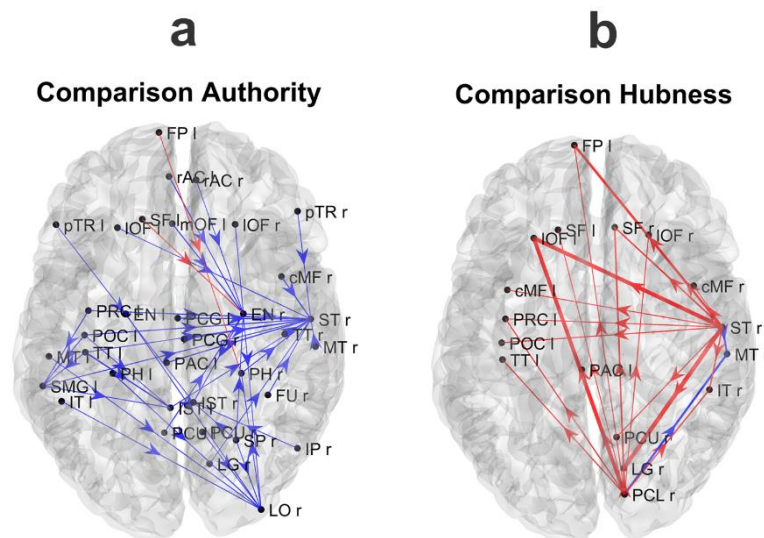 a
b
Comparison Authority
Comparison Hubness
FP l
rAC l
rAC r
pTR l
lOF l
SF l
mOF l
lOF r
pTR r
cMF r
PRC l
EN l
PCG l
EN r
ST r
POC l
PCG r
IT r
MT l
TT l
PAC l
MT r
SMG l
PH l
PH r
IT l
IST l
IST r
FU r
PCU l
PCU r
SP r
IP r
LG r
LO r
FP l
lOF l
SF l
SF r
lOF r
cMF l
cMF r
PRC l
ST r
POC l
TT l
MT r
PAC l
IT r
PCU r
LG r
PCL r